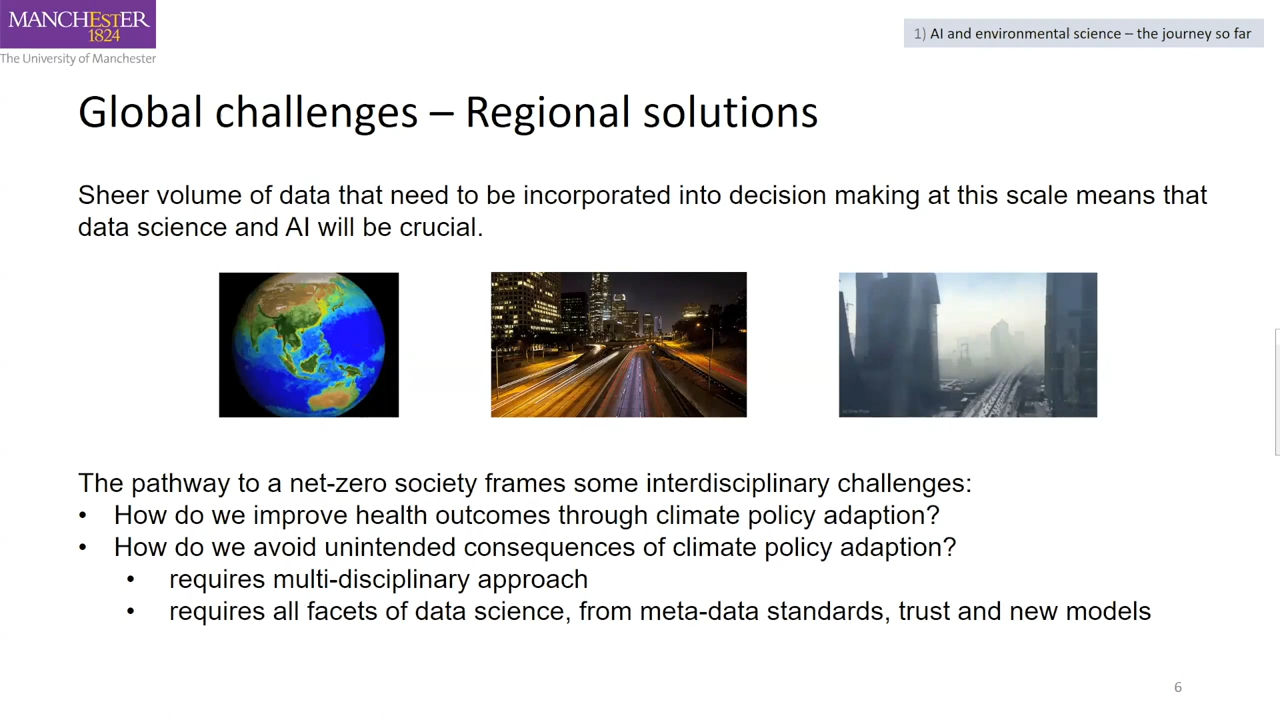 MANCHESTER
1824
The University of Manchester
1) AI and environmental science – the journey so far
Global challenges – Regional solutions
Sheer volume of data that need to be incorporated into decision making at this scale means that
data science and AI will be crucial.
The pathway to a net-zero society frames some interdisciplinary challenges:
• How do we improve health outcomes through climate policy adaption?
• How do we avoid unintended consequences of climate policy adaption?
• requires multi-disciplinary approach
• requires all facets of data science, from meta-data standards, trust and new models
6